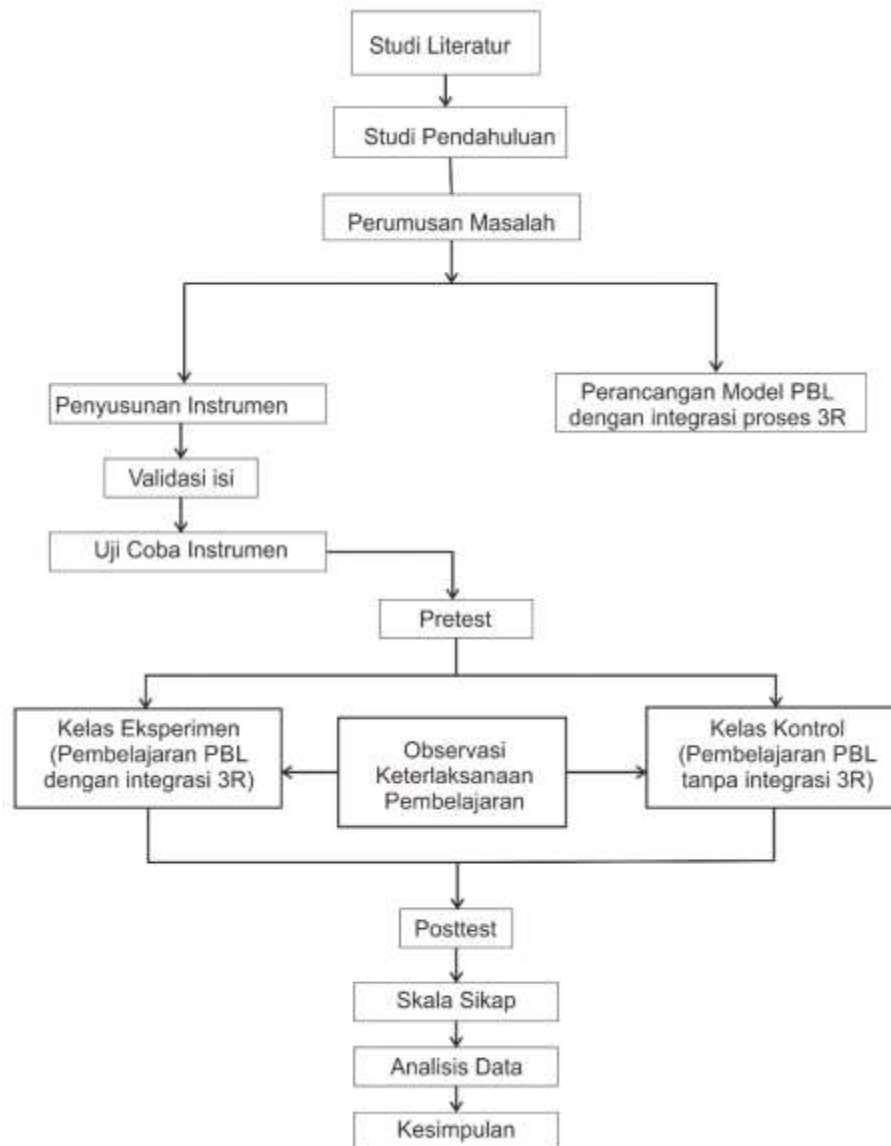 Studi Literatur
Studi Pendahuluan
Perumusan Masalah
Penyusunan Instrumen
Perancangan Model PBL
dengan integrasi proses 3R
Validasi isi
Uji Coba Instrumen
Pretest
Kelas Eksperimen
(Pembelajaran PBL
dengan integrasi 3R)
Observasi
Keterlaksanaan
Pembelajaran
Kelas Kontrol
(Pembelajaran PBL
tanpa integrasi 3R)
Posttest
Skala Sikap
Analisis Data
Kesimpulan